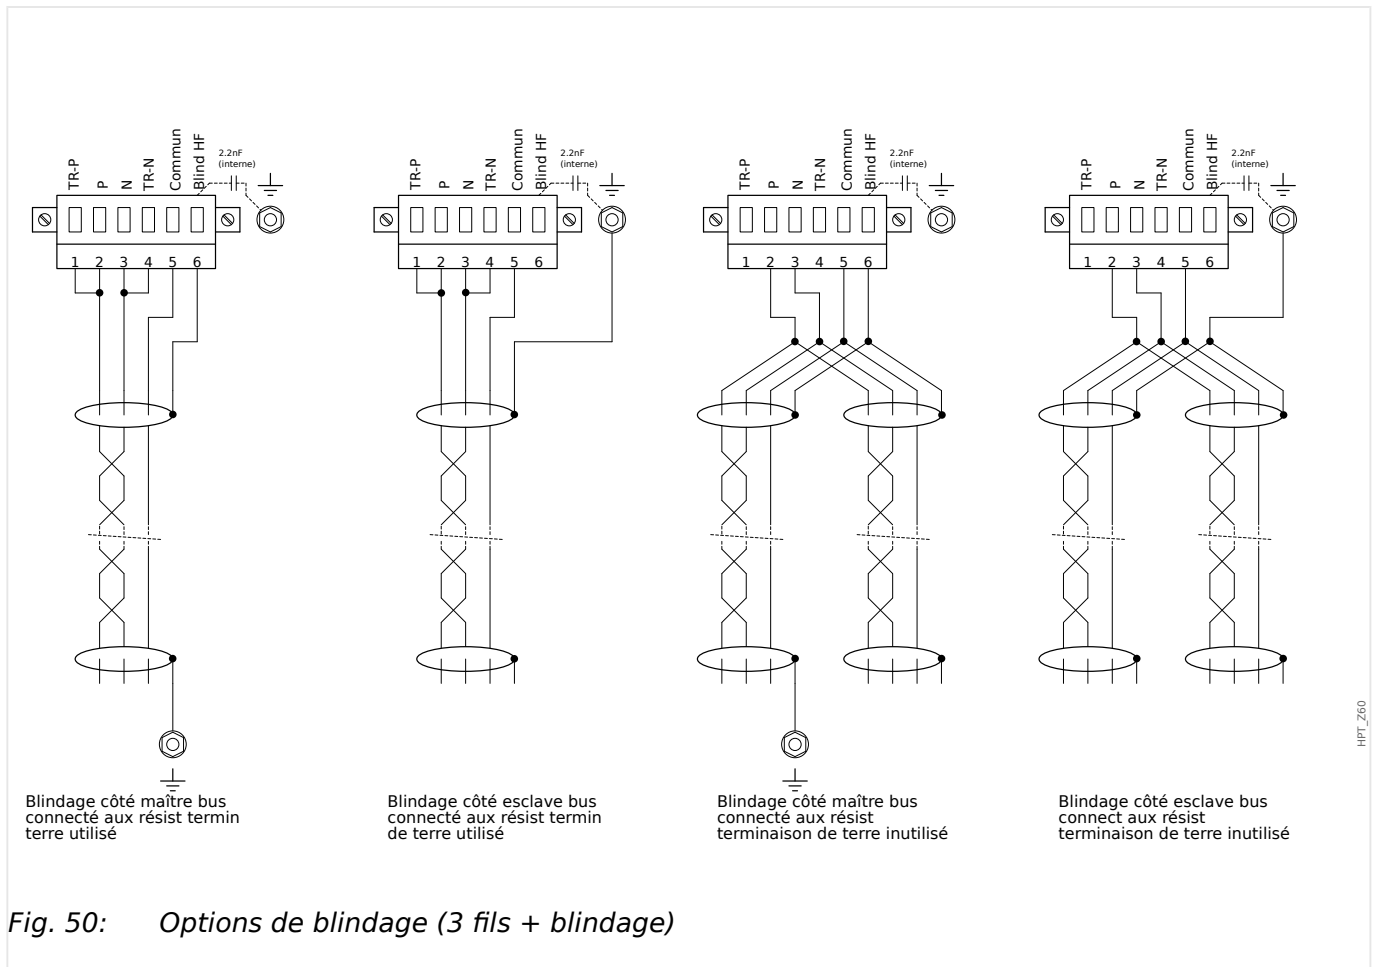 TR-P P N TR-N Commun Blind HF
2.2nF
(interne)
1 2 3 4 5 6
TR-P P N TR-N Commun Blind HF
2.2nF
(interne)
1 2 3 4 5 6
TR-P P N TR-N Commun Blind HF
2.2nF
(interne)
1 2 3 4 5 6
TR-P P N TR-N Commun Blind HF
2.2nF
(interne)
1 2 3 4 5 6
HPT_Z60
Blindage côté maître bus
connecté aux résist termin
terre utilisé
Blindage côté esclave bus
connecté aux résist termin
de terre utilisé
Blindage côté maître bus
connecté aux résist
terminaison de terre inutilisé
Blindage côté esclave bus
connect aux résist
terminaison de terre inutilisé
Fig. 50: Options de blindage (3 fils + blindage)